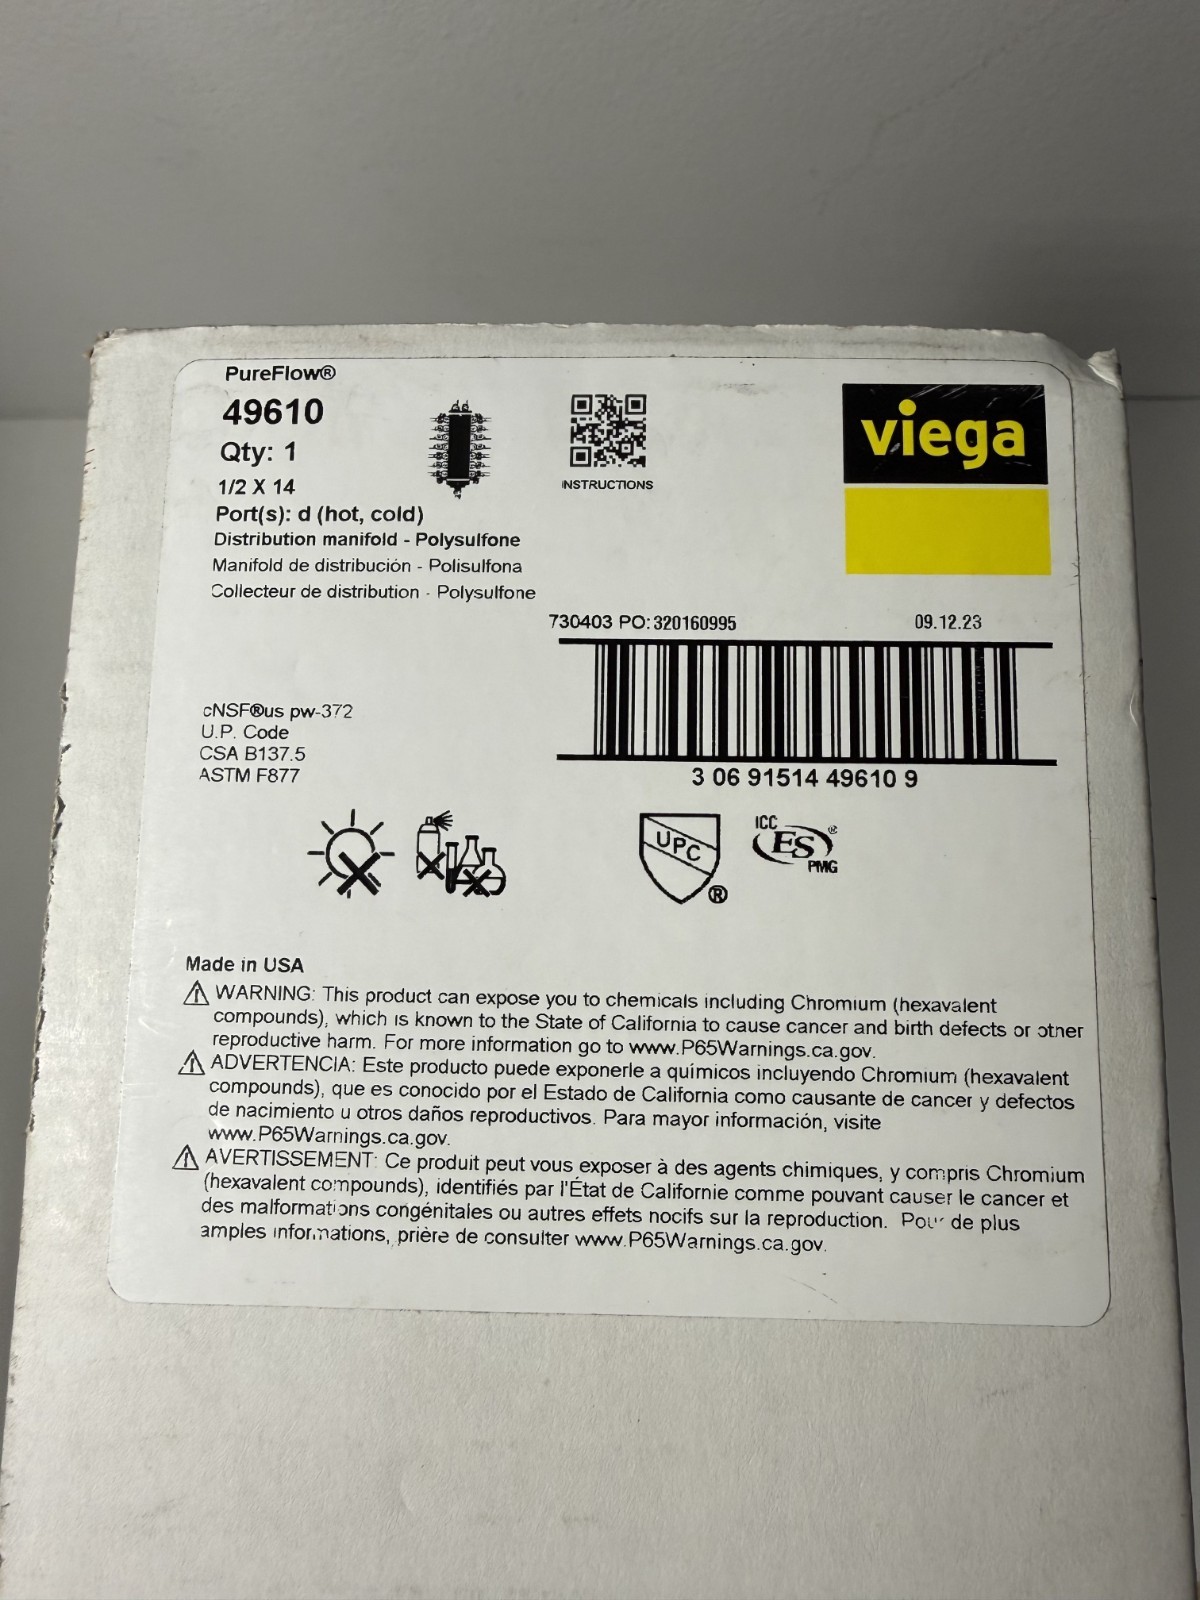 PureFlow®
49610
Qty: 1
1/2 X 14
Port(s): d (hot, cold)
Distribution manifold - Polysulfone
Manifold de distribución - Polisulfona
Collecteur de distribution - Polysulfone
INSTRUCTIONS
viega
730403 PO:320160995 09.12.23
3 06 91514 49610 9
cNSF®us pw-372
U.P. Code
CSA B137.5
ASTM F877
UPC ®
ICC
ES ®
PMG
Made in USA
WARNING: This product can expose you to chemicals including Chromium (hexavalent
compounds), which is known to the State of California to cause cancer and birth defects or other
reproductive harm. For more information go to www.P65Warnings.ca.gov.
ADVERTENCIA: Este producto puede exponerle a químicos incluyendo Chromium (hexavalent
compounds), que es conocido por el Estado de California como causante de cancer y defectos
de nacimiento u otros daños reproductivos. Para mayor información, visite
www.P65Warnings.ca.gov.
AVERTISSEMENT: Ce produit peut vous exposer à des agents chimiques, y compris Chromium
(hexavalent compounds), identifiés par l'État de Californie comme pouvant causer le cancer et
des malformations congénitales ou autres effets nocifs sur la reproduction. Pour de plus
amples informations, prière de consulter www.P65Warnings.ca.gov.